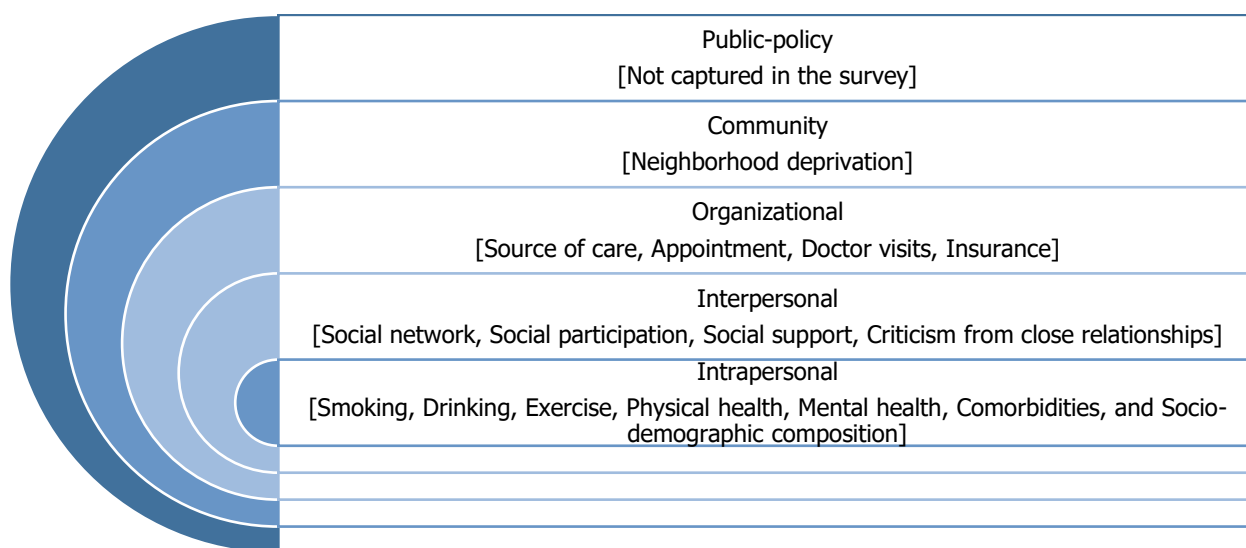 Public-policy
[Not captured in the survey]
Community
[Neighborhood deprivation]
Organizational
[Source of care, Appointment, Doctor visits, Insurance]
Interpersonal
[Social network, Social participation, Social support, Criticism from close relationships]
Intrapersonal
[Smoking, Drinking, Exercise, Physical health, Mental health, Comorbidities, and Socio-
demographic composition]